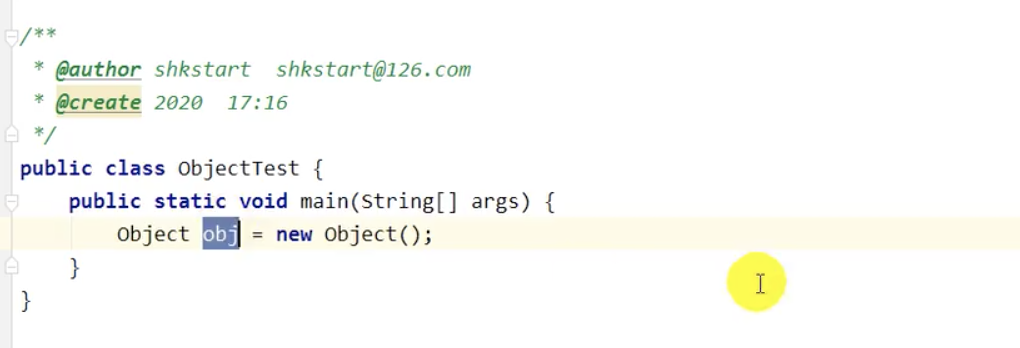 /**
 * @author shkstart  shkstart@126.com
 * @create 2020  17:16
 */
public class ObjectTest {
    public static void main(String[] args) {
        Object obj = new Object();
    }
}